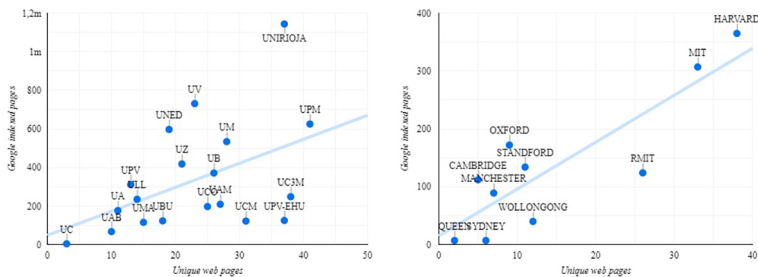 1,2m
1m
800
600
400
200
0
Google indexed pages
UNIRIOJA
UV
UPM
UNED
UM
UZ
UB
UPV
ULL
UC3M
UA
UCO
UAM
UAB
UMA
UBU
UCM
UPV-EHU
UC
0
10
20
30
40
50
Unique web pages
400
300
200
100
0
Google indexed pages
HARVARD
MIT
OXFORD
STANDFORD
CAMBRIDGE
RMIT
MANCHESTER
WOLLONGONG
QUEEN
SYDNEY
0
10
20
30
40
Unique web pages